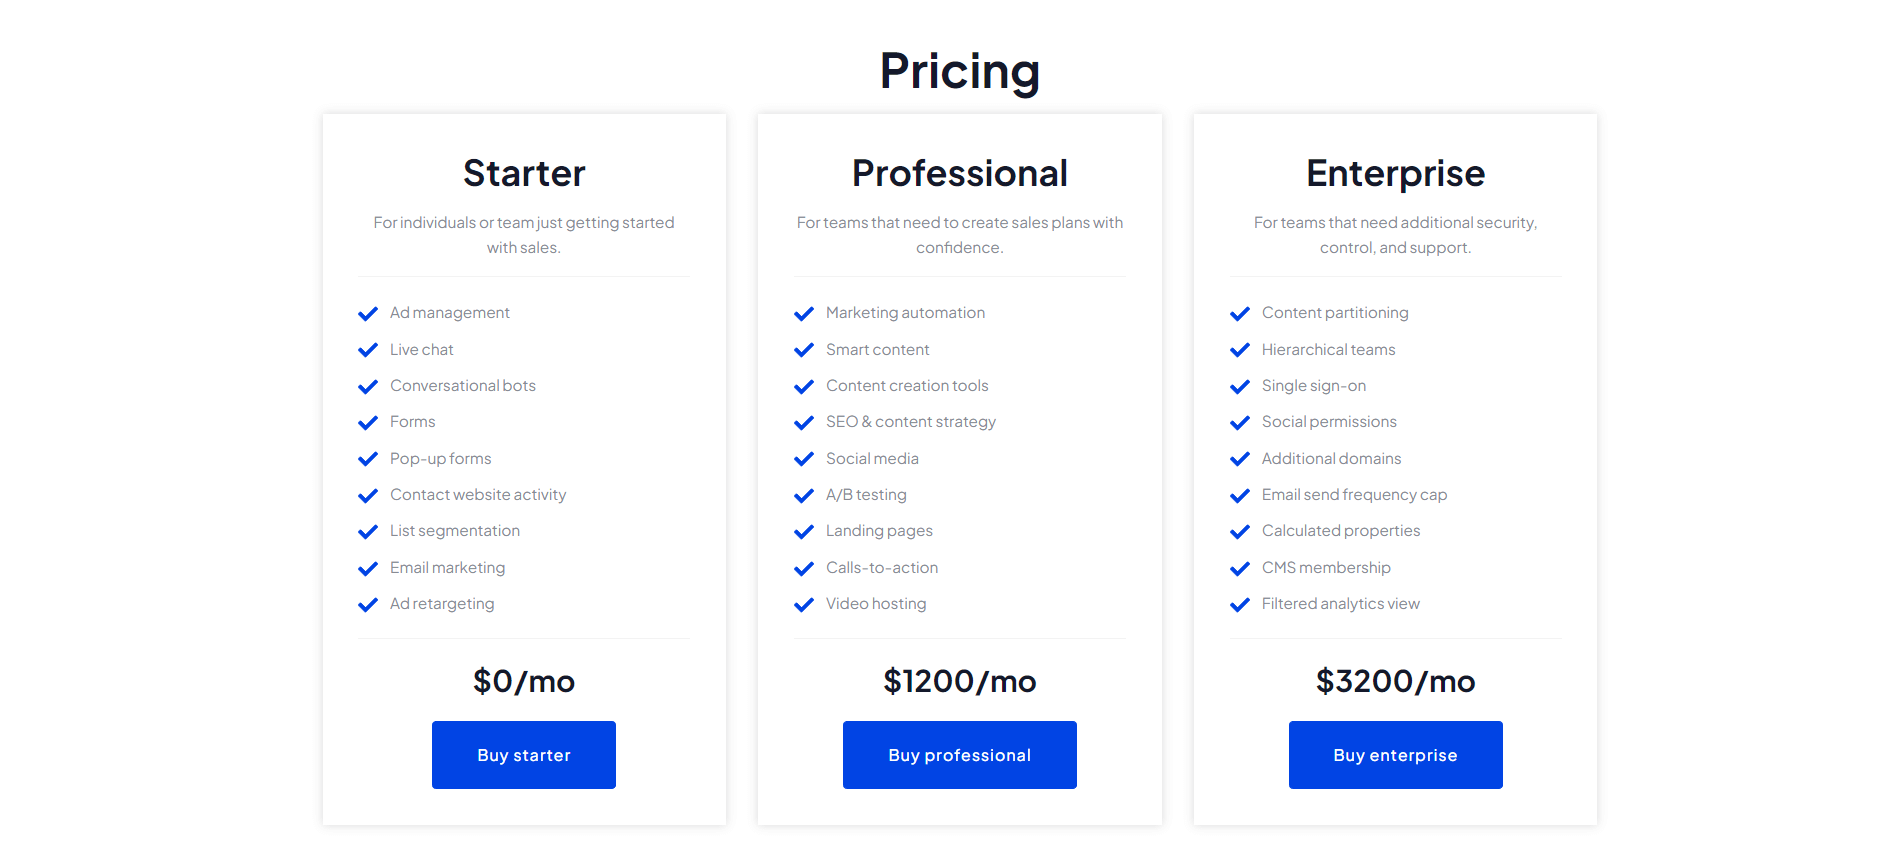 Pricing
Starter
For individuals or team just getting started
with sales.
Ad management
Live chat
Conversational bots
Forms
Pop-up forms
Contact website activity
List segmentation
Email marketing
Ad retargeting
$0/mo
Buy starter
Professional
For teams that need to create sales plans with
confidence.
Marketing automation
Smart content
Content creation tools
SEO & content strategy
Social media
A/B testing
Landing pages
Calls-to-action
Video hosting
$1200/mo
Buy professional
Enterprise
For teams that need additional security,
control, and support.
Content partitioning
Hierarchical teams
Single sign-on
Social permissions
Additional domains
Email send frequency cap
Calculated properties
CMS membership
Filtered analytics view
$3200/mo
Buy enterprise